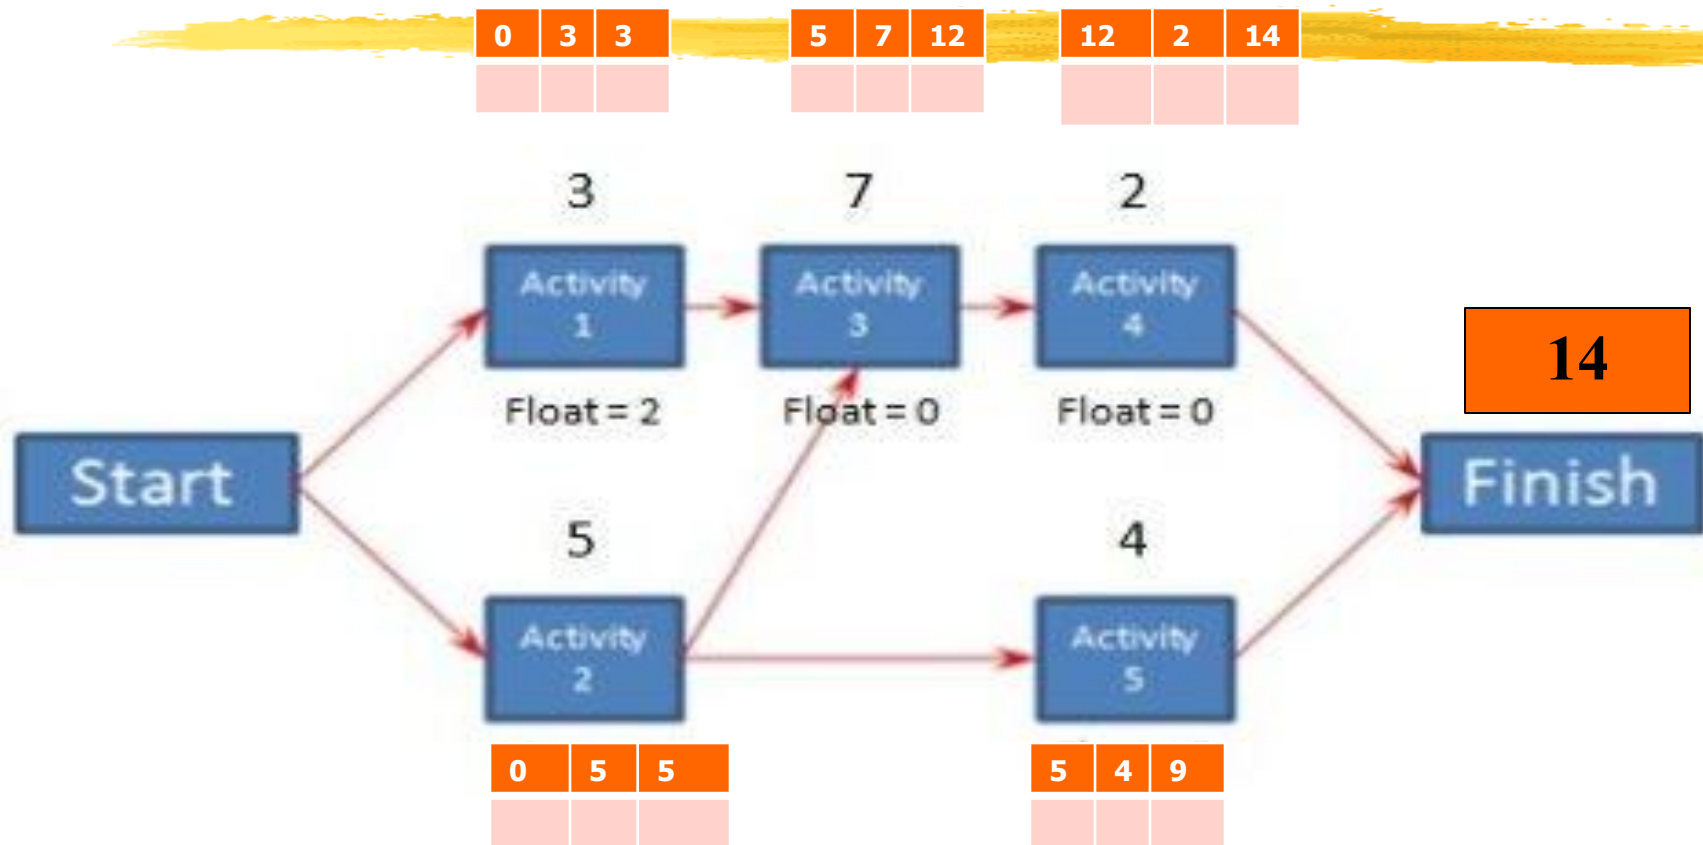 0 3 3
5 7 12
12 2 14
3
7
2
Activity
1
Activity
3
Activity
4
14
Float = 2
Float = 0
Float = 0
Start
Finish
5
4
Activity
2
Activity
5
0 5 5
5 4 9